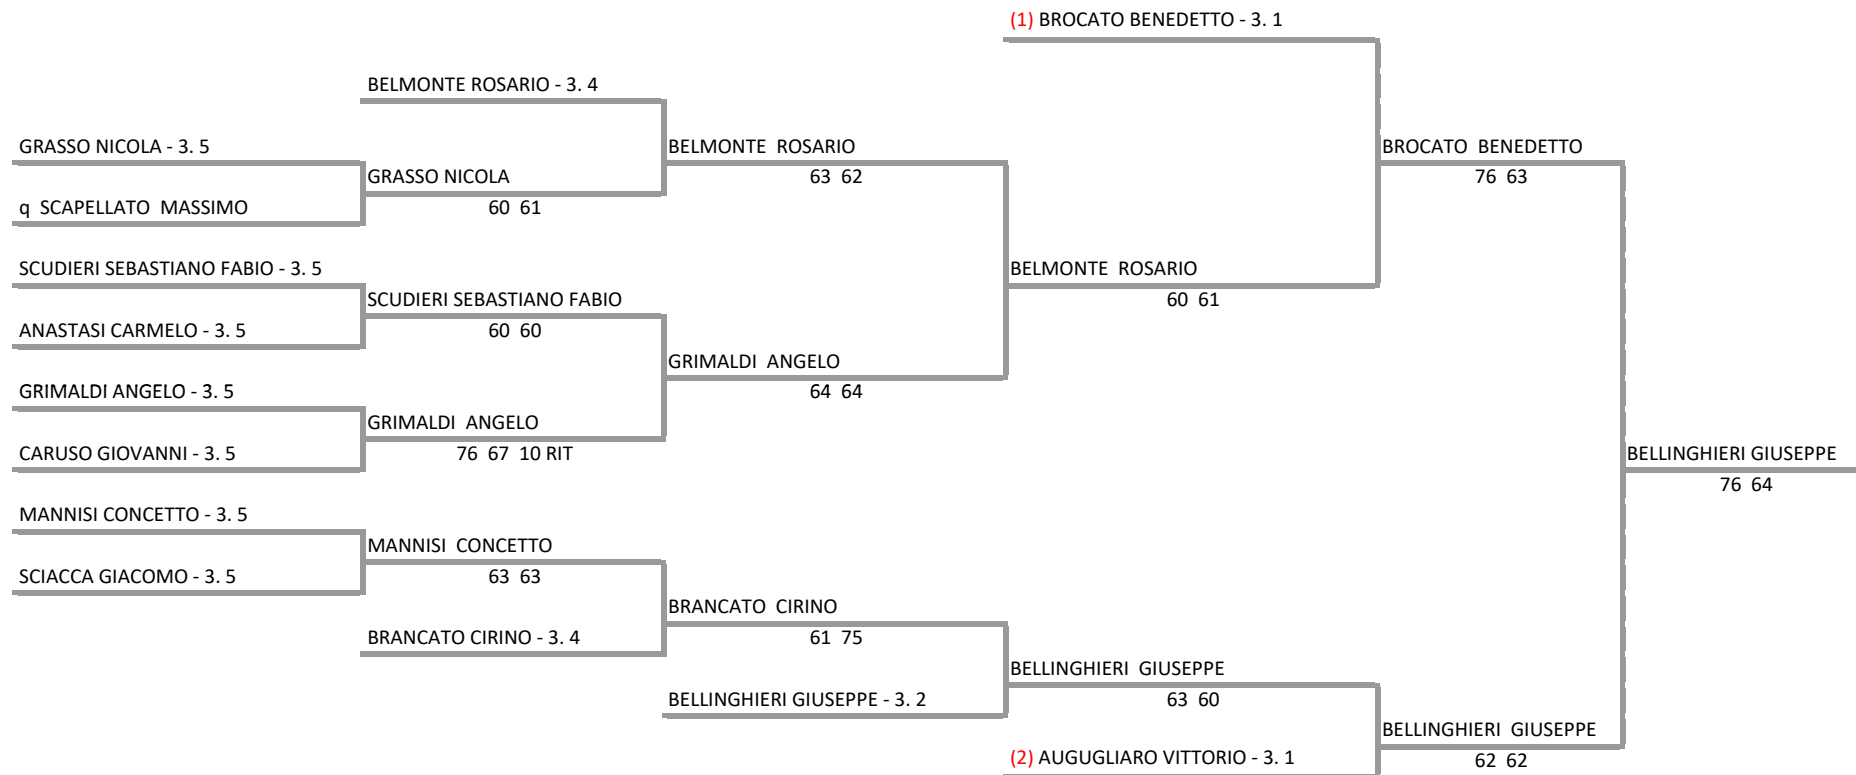 (1) BROCATO BENEDETTO - 3. 1
BELMONTE ROSARIO - 3. 4
GRASSO NICOLA - 3. 5
BELMONTE ROSARIO
BROCATO BENEDETTO
GRASSO NICOLA
63 62
76 63
q SCAPELLATO MASSIMO
60 61
SCUDIERI SEBASTIANO FABIO - 3. 5
BELMONTE ROSARIO
SCUDIERI SEBASTIANO FABIO
60 61
ANASTASI CARMELO - 3. 5
60 60
GRIMALDI ANGELO
GRIMALDI ANGELO - 3. 5
64 64
GRIMALDI ANGELO
CARUSO GIOVANNI - 3. 5
76 67 10 RIT
BELLINGHIERI GIUSEPPE
76 64
MANNISI CONCETTO - 3. 5
MANNISI CONCETTO
SCIACCA GIACOMO - 3. 5
63 63
BRANCATO CIRINO
BRANCATO CIRINO - 3. 4
61 75
BELLINGHIERI GIUSEPPE
BELLINGHIERI GIUSEPPE - 3. 2
63 60
BELLINGHIERI GIUSEPPE
(2) AUGUGLIARO VITTORIO - 3. 1
62 62